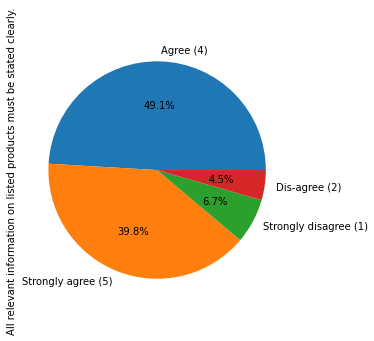 All relevant information on listed products must be stated clearly.
Agree (4)
49.1%
4.5%
Dis-agree (2)
6.7%
Strongly disagree (1)
39.8%
Strongly agree (5)